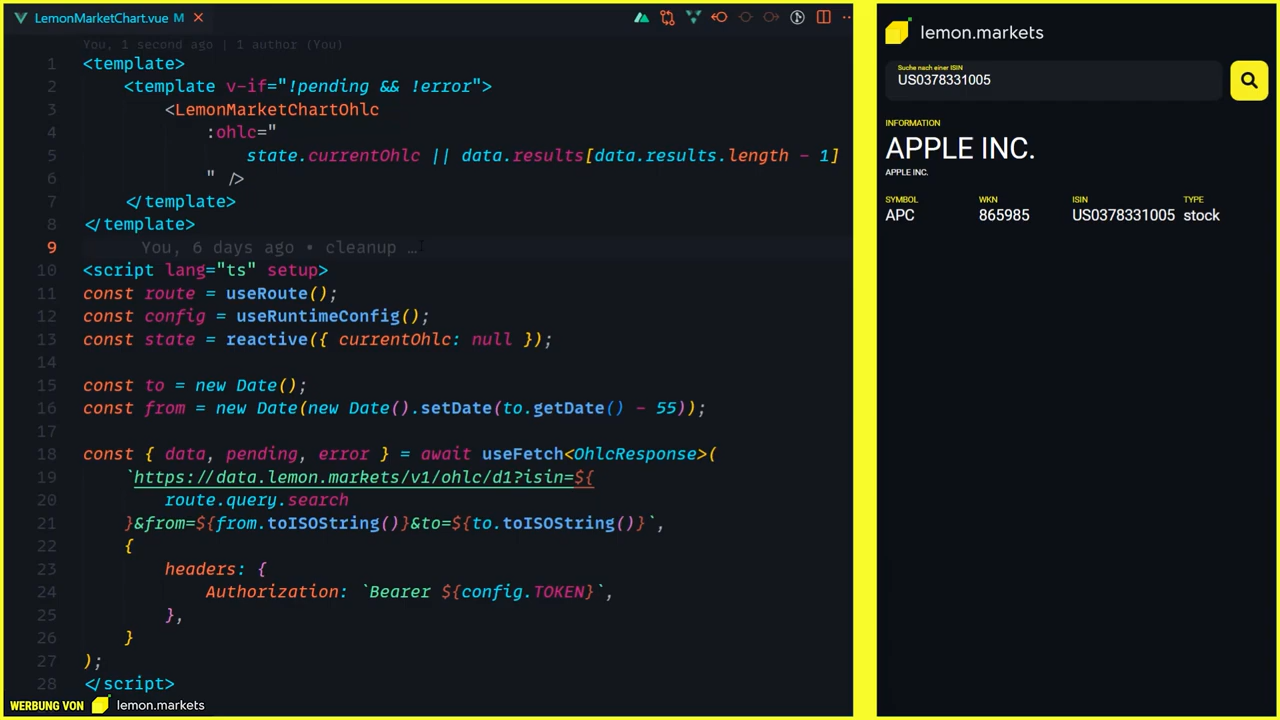 LemonMarketChart.vue M
You, 1 second ago | 1 author (You)
1 <template>
2 <template v-if="!pending && !error">
3 <LemonMarketChartOhlc
4 :ohlc="
5 state.currentOhlc || data.results[data.results.length - 1]
6 " />
7 </template>
8 </template>
9 You, 6 days ago • cleanup …
10 <script lang="ts" setup>
11 const route = useRoute();
12 const config = useRuntimeConfig();
13 const state = reactive({ currentOhlc: null });
14
15 const to = new Date();
16 const from = new Date(new Date().setDate(to.getDate() - 55));
17
18 const { data, pending, error } = await useFetch<OhlcResponse>(
19 `https://data.lemon.markets/v1/ohlc/d1?isin=${
20 route.query.search
21 }&from=${from.toISOString()}&to=${to.toISOString()}`,
22 {
23 headers: {
24 Authorization: `Bearer ${config.TOKEN}`,
25 },
26 }
27 );
28 </script>
WERBUNG VON lemon.markets
lemon.markets
Suche nach einer ISIN
US0378331005
INFORMATION
APPLE INC.
APPLE INC.
SYMBOL WKN ISIN TYPE
APC 865985 US0378331005 stock